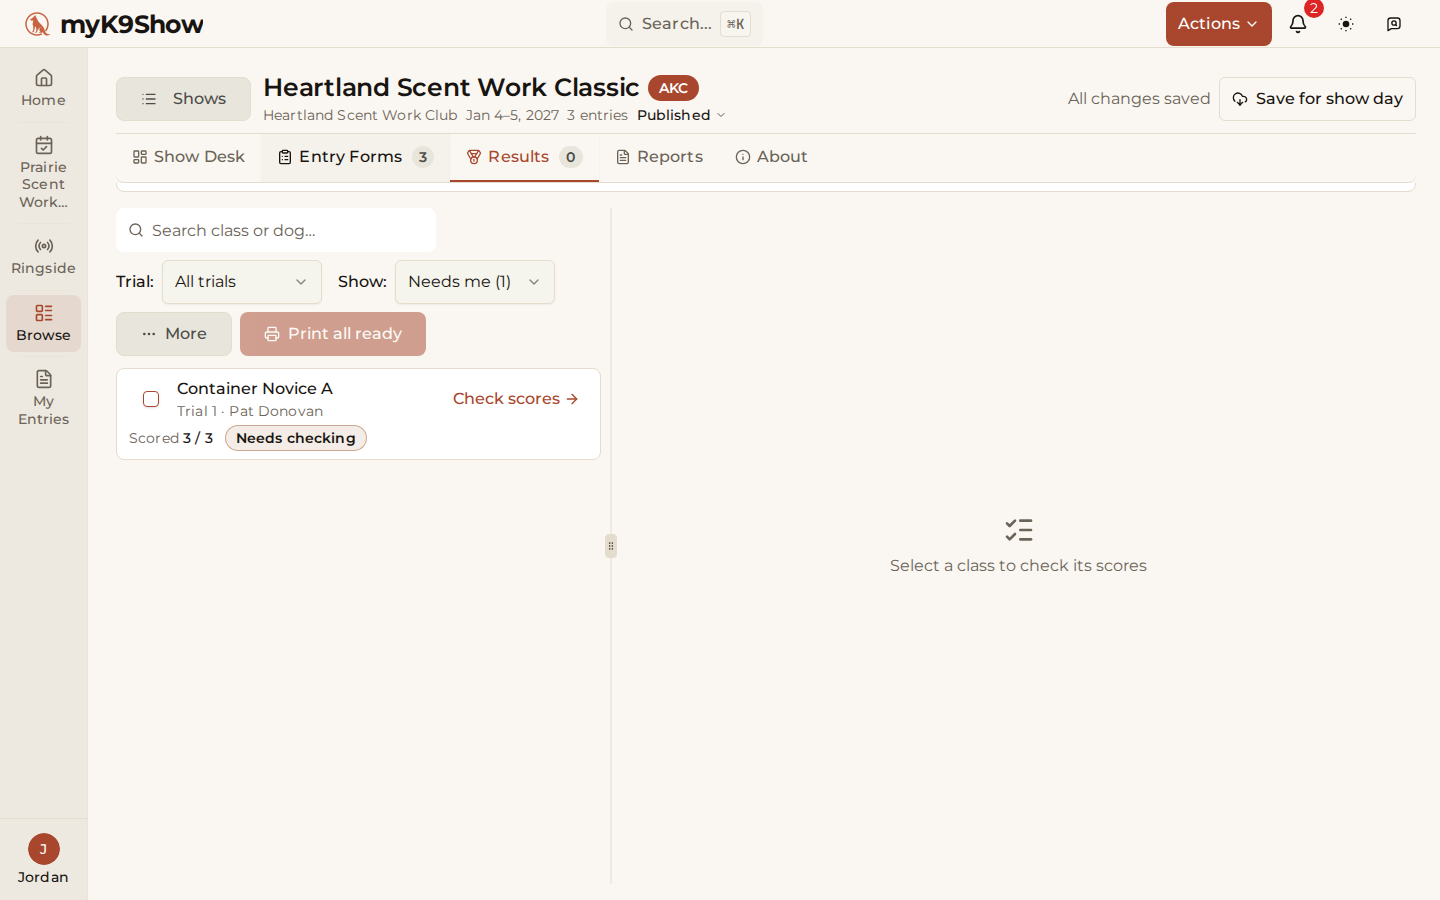 myK9Show
Search... ⌘K
Actions
2
Home
Prairie
Scent
Work...
Ringside
Browse
My
Entries
J
Jordan
Shows
Heartland Scent Work Classic AKC
Heartland Scent Work Club Jan 4–5, 2027 3 entries Published
All changes saved
Save for show day
Show Desk
Entry Forms 3
Results 0
Reports
About
Search class or dog...
Trial: All trials
Show: Needs me (1)
More
Print all ready
Container Novice A
Trial 1 · Pat Donovan
Check scores →
Scored 3 / 3 Needs checking
Select a class to check its scores